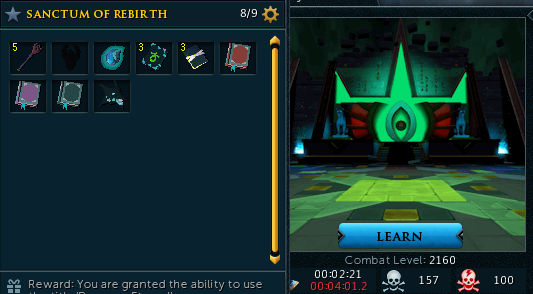 SANCTUM OF REBIRTH 8/9
5 3 3
LEARN
Combat Level: 2160
00:02:21 157 100
00:04:01.2
Reward: You are granted the ability to use